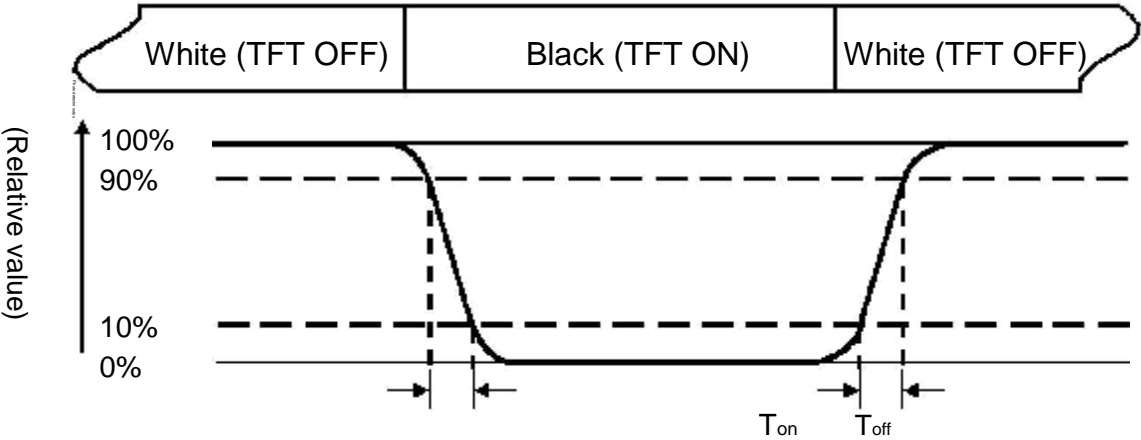 White (TFT OFF) Black (TFT ON) White (TFT OFF)
(Relative value)
100%
90%
10%
0%
Ton Toff